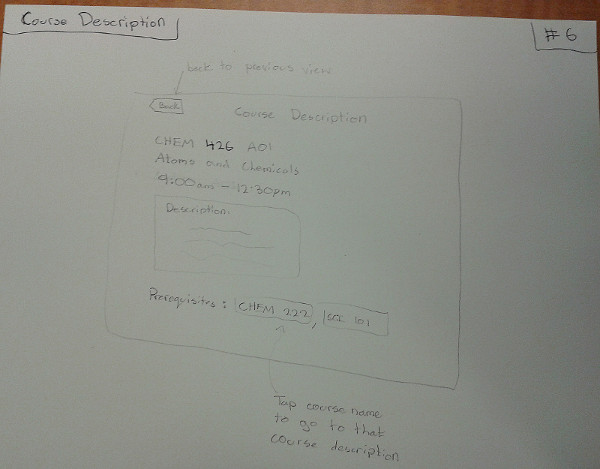 Course Description
# 6
back to previous view
Back
Course Description
CHEM 426 A01
Atoms and Chemicals
9:00am - 12:30pm
Description:
Prerequisites: CHEM 222, SCI 101
Tap course name
to go to that
course description